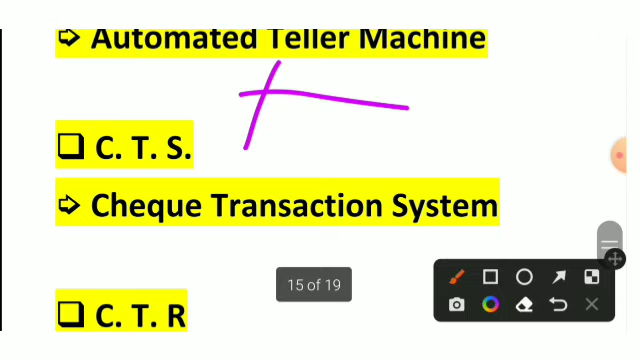 ➩ Automated Teller Machine
❑ C. T. S.
➩ Cheque Transaction System
15 of 19
❑ C. T. R